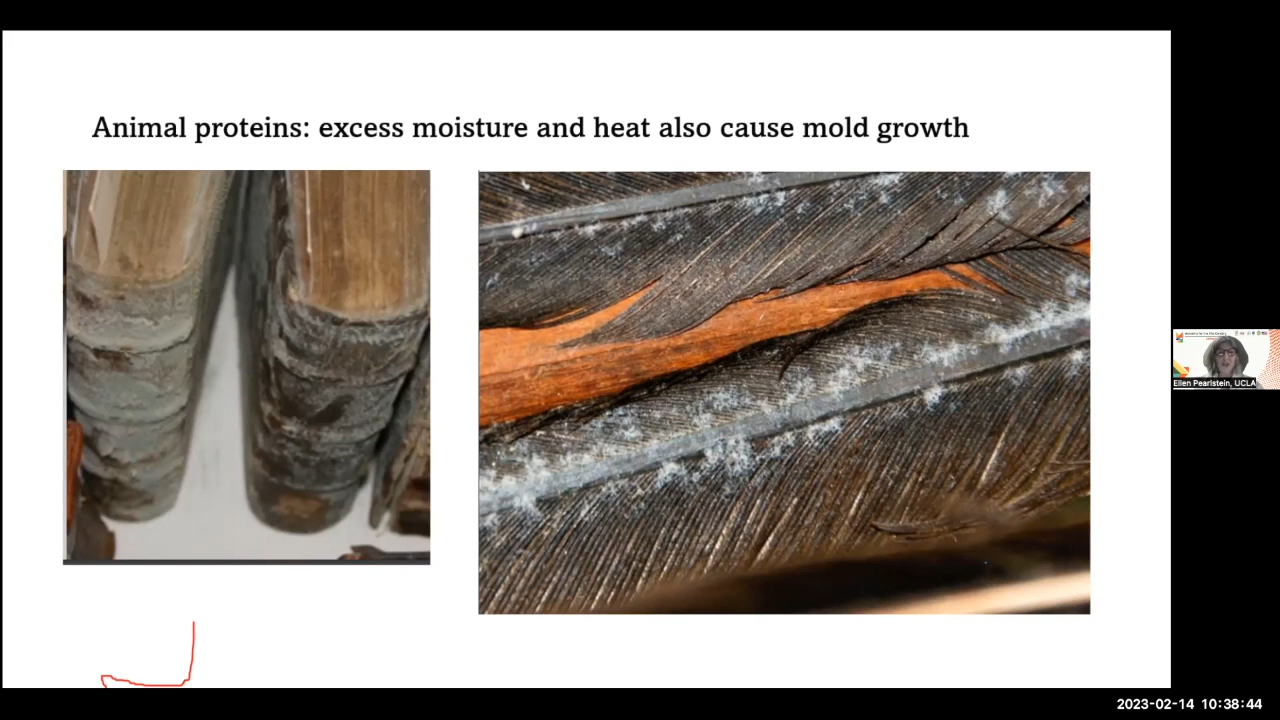 Animal proteins: excess moisture and heat also cause mold growth
Ellen Pearlstein, UCLA
2023-02-14 10:38:44